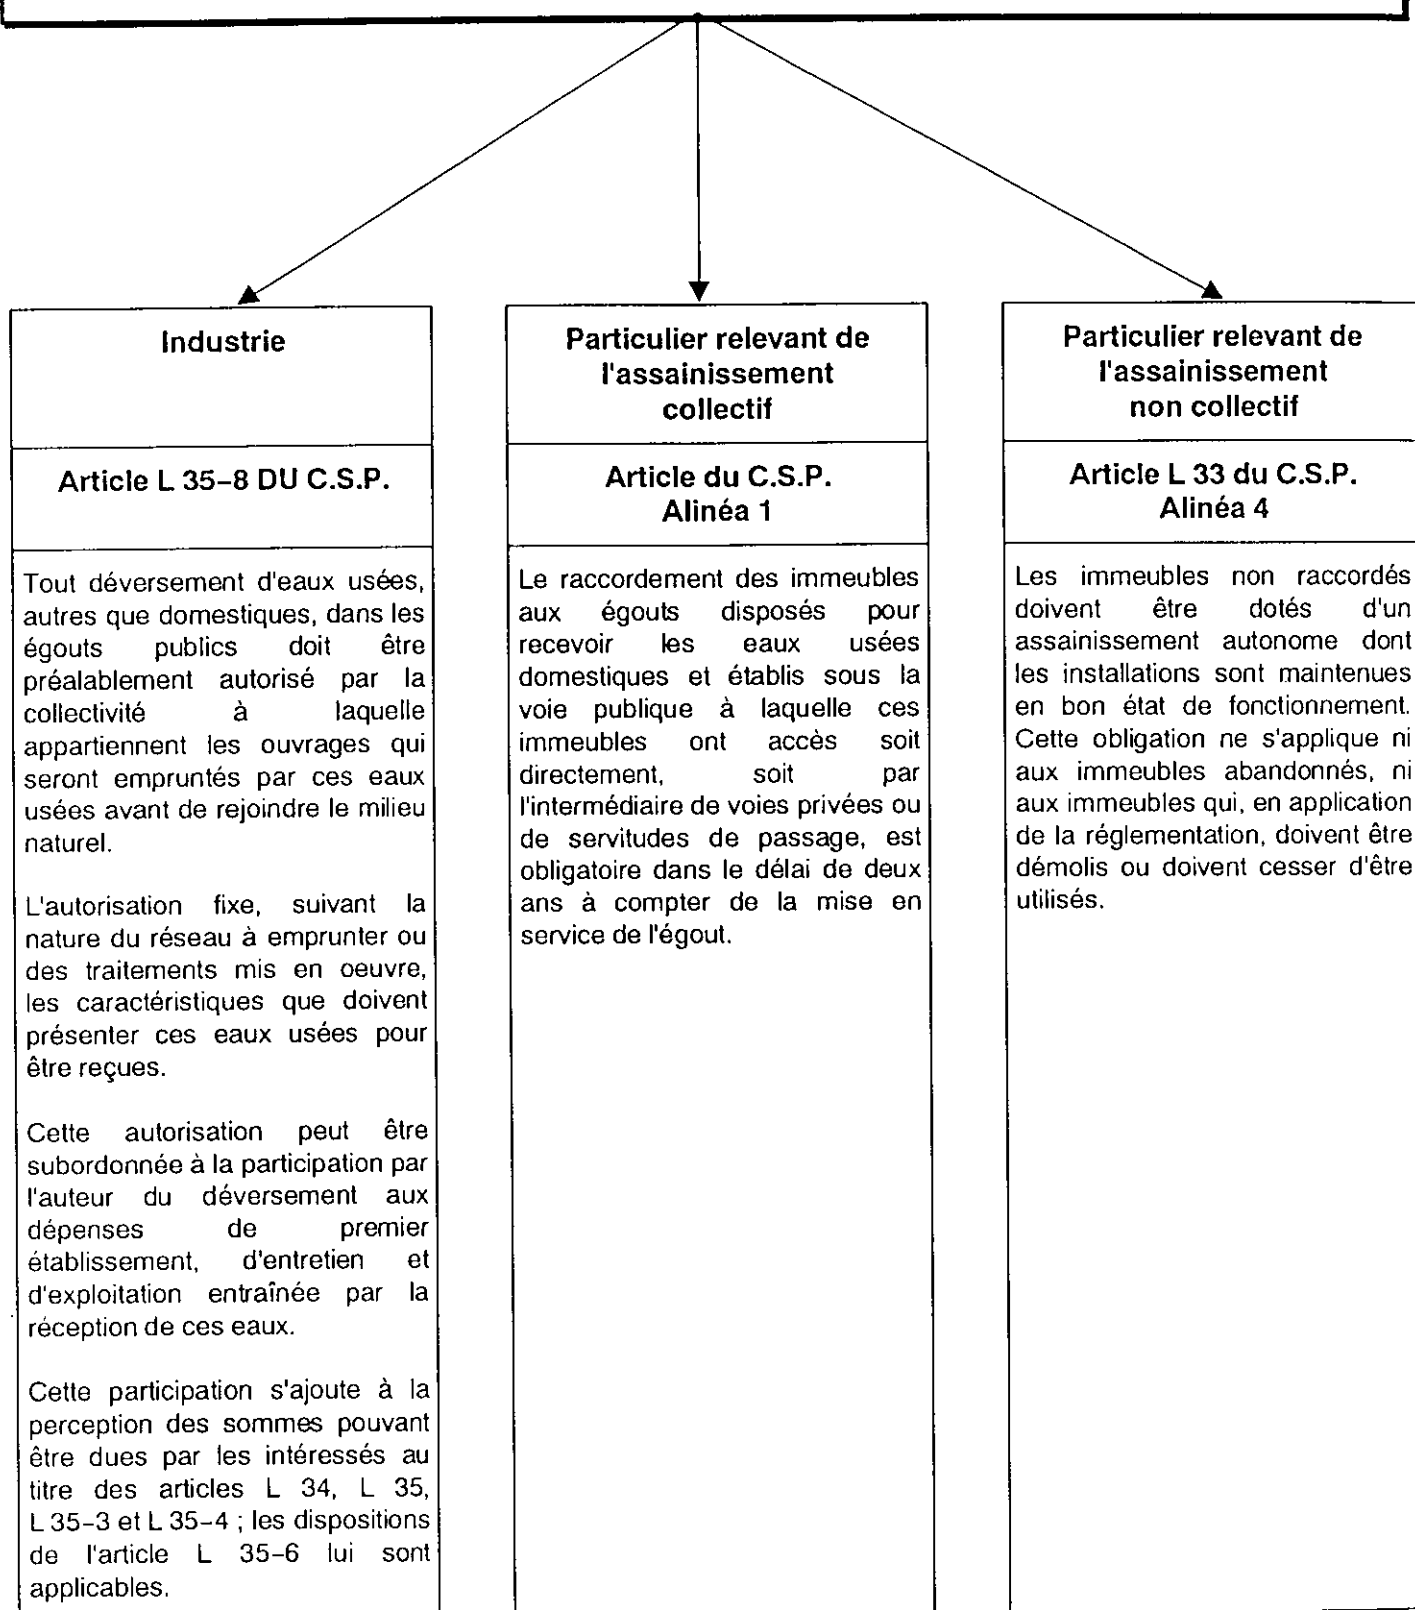 Industrie
Article L 35-8 DU C.S.P.
Tout déversement d'eaux usées,
autres que domestiques, dans les
égouts publics doit être
préalablement autorisé par la
collectivité à laquelle
appartiennent les ouvrages qui
seront empruntés par ces eaux
usées avant de rejoindre le milieu
naturel.
L'autorisation fixe, suivant la
nature du réseau à emprunter ou
des traitements mis en oeuvre,
les caractéristiques que doivent
présenter ces eaux usées pour
être reçues.
Cette autorisation peut être
subordonnée à la participation par
l'auteur du déversement aux
dépenses de premier
établissement, d'entretien et
d'exploitation entraînée par la
réception de ces eaux.
Cette participation s'ajoute à la
perception des sommes pouvant
être dues par les intéressés au
titre des articles L 34, L 35,
L 35-3 et L 35-4 ; les dispositions
de l'article L 35-6 lui sont
applicables.
Particulier relevant de
l'assainissement
collectif
Article du C.S.P.
Alinéa 1
Le raccordement des immeubles
aux égouts disposés pour
recevoir les eaux usées
domestiques et établis sous la
voie publique à laquelle ces
immeubles ont accès soit
directement, soit par
l'intermédiaire de voies privées ou
de servitudes de passage, est
obligatoire dans le délai de deux
ans à compter de la mise en
service de l'égout.
Particulier relevant de
l'assainissement
non collectif
Article L 33 du C.S.P.
Alinéa 4
Les immeubles non raccordés
doivent être dotés d'un
assainissement autonome dont
les installations sont maintenues
en bon état de fonctionnement.
Cette obligation ne s'applique ni
aux immeubles abandonnés, ni
aux immeubles qui, en application
de la réglementation, doivent être
démolis ou doivent cesser d'être
utilisés.